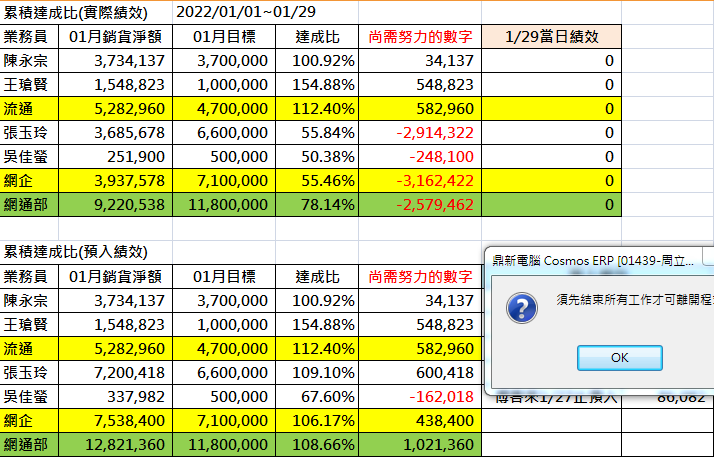 累積達成比(實際績效) 2022/01/01~01/29
業務員 01月銷貨淨額 01月目標 達成比 尚需努力的數字 1/29當日績效
陳永宗 3,734,137 3,700,000 100.92% 34,137 0
王瑲賢 1,548,823 1,000,000 154.88% 548,823 0
流通 5,282,960 4,700,000 112.40% 582,960 0
張玉玲 3,685,678 6,600,000 55.84% -2,914,322 0
吳佳螢 251,900 500,000 50.38% -248,100 0
網企 3,937,578 7,100,000 55.46% -3,162,422 0
網通部 9,220,538 11,800,000 78.14% -2,579,462 0
累積達成比(預入績效)
業務員 01月銷貨淨額 01月目標 達成比 尚需努力的數字
陳永宗 3,734,137 3,700,000 100.92% 34,137
王瑲賢 1,548,823 1,000,000 154.88% 548,823
流通 5,282,960 4,700,000 112.40% 582,960
張玉玲 7,200,418 6,600,000 109.10% 600,418
吳佳螢 337,982 500,000 67.60% -162,018 博客來1/27止預入 86,082
網企 7,538,400 7,100,000 106.17% 438,400
網通部 12,821,360 11,800,000 108.66% 1,021,360
鼎新電腦 Cosmos ERP [01439-周立...
須先結束所有工作才可離開程
OK